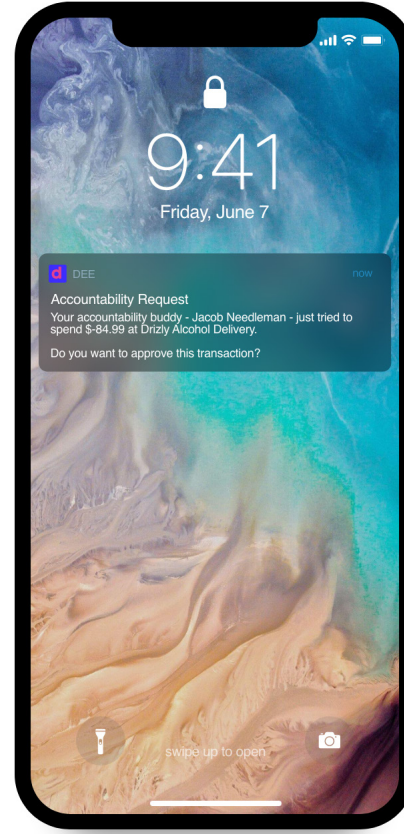 9:41
Friday, June 7
d DEE now
Accountability Request
Your accountability buddy - Jacob Needleman - just tried to
spend $-84.99 at Drizly Alcohol Delivery.
Do you want to approve this transaction?
swipe up to open